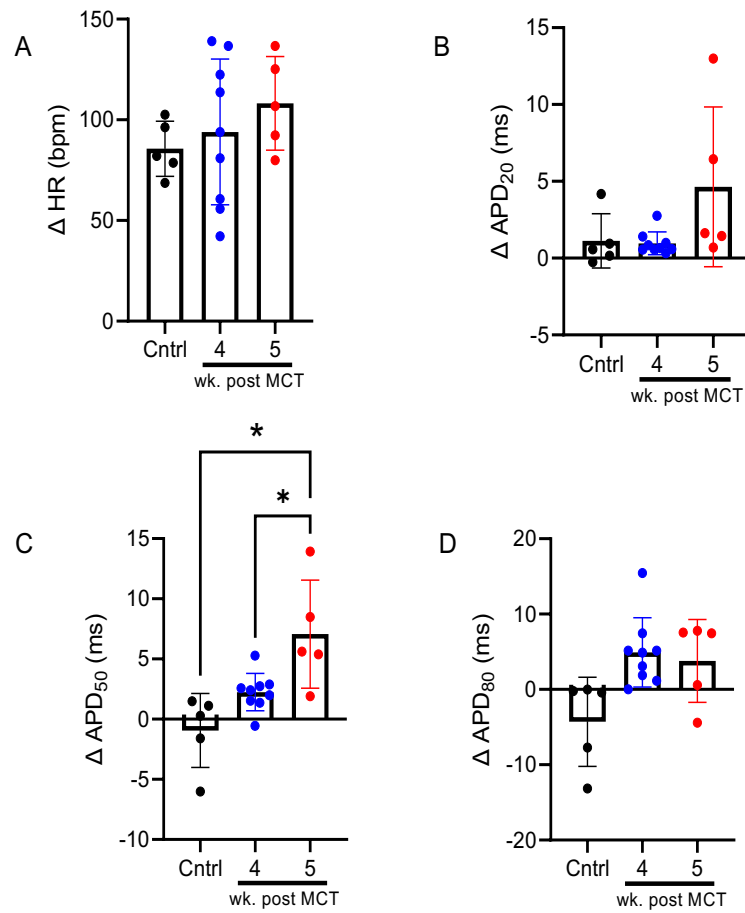 A
Δ HR (bpm)
150
100
50
0
Cntrl 4 5
wk. post MCT
B
Δ APD20 (ms)
15
10
5
0
-5
Cntrl 4 5
wk. post MCT
C
Δ APD50 (ms)
* 
*
15
10
5
0
-5
-10
Cntrl 4 5
wk. post MCT
D
Δ APD80 (ms)
20
10
0
-10
-20
Cntrl 4 5
wk. post MCT